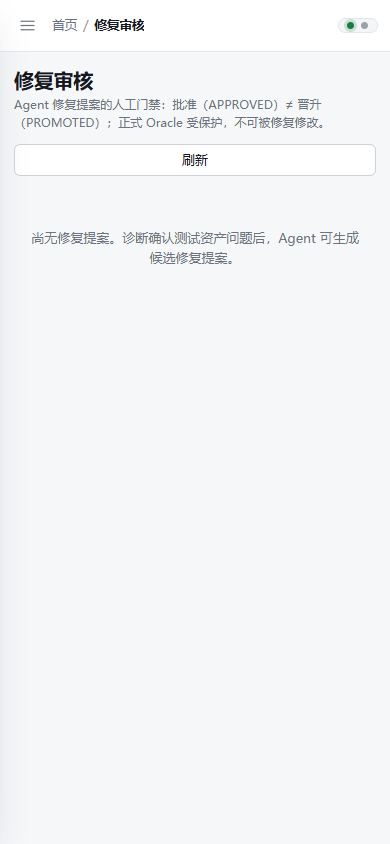 首页 / 修复审核
修复审核
Agent 修复提案的人工门禁：批准（APPROVED）≠ 晋升
（PROMOTED）；正式 Oracle 受保护，不可被修复修改。
刷新
尚无修复提案。诊断确认测试资产问题后，Agent 可生成
候选修复提案。